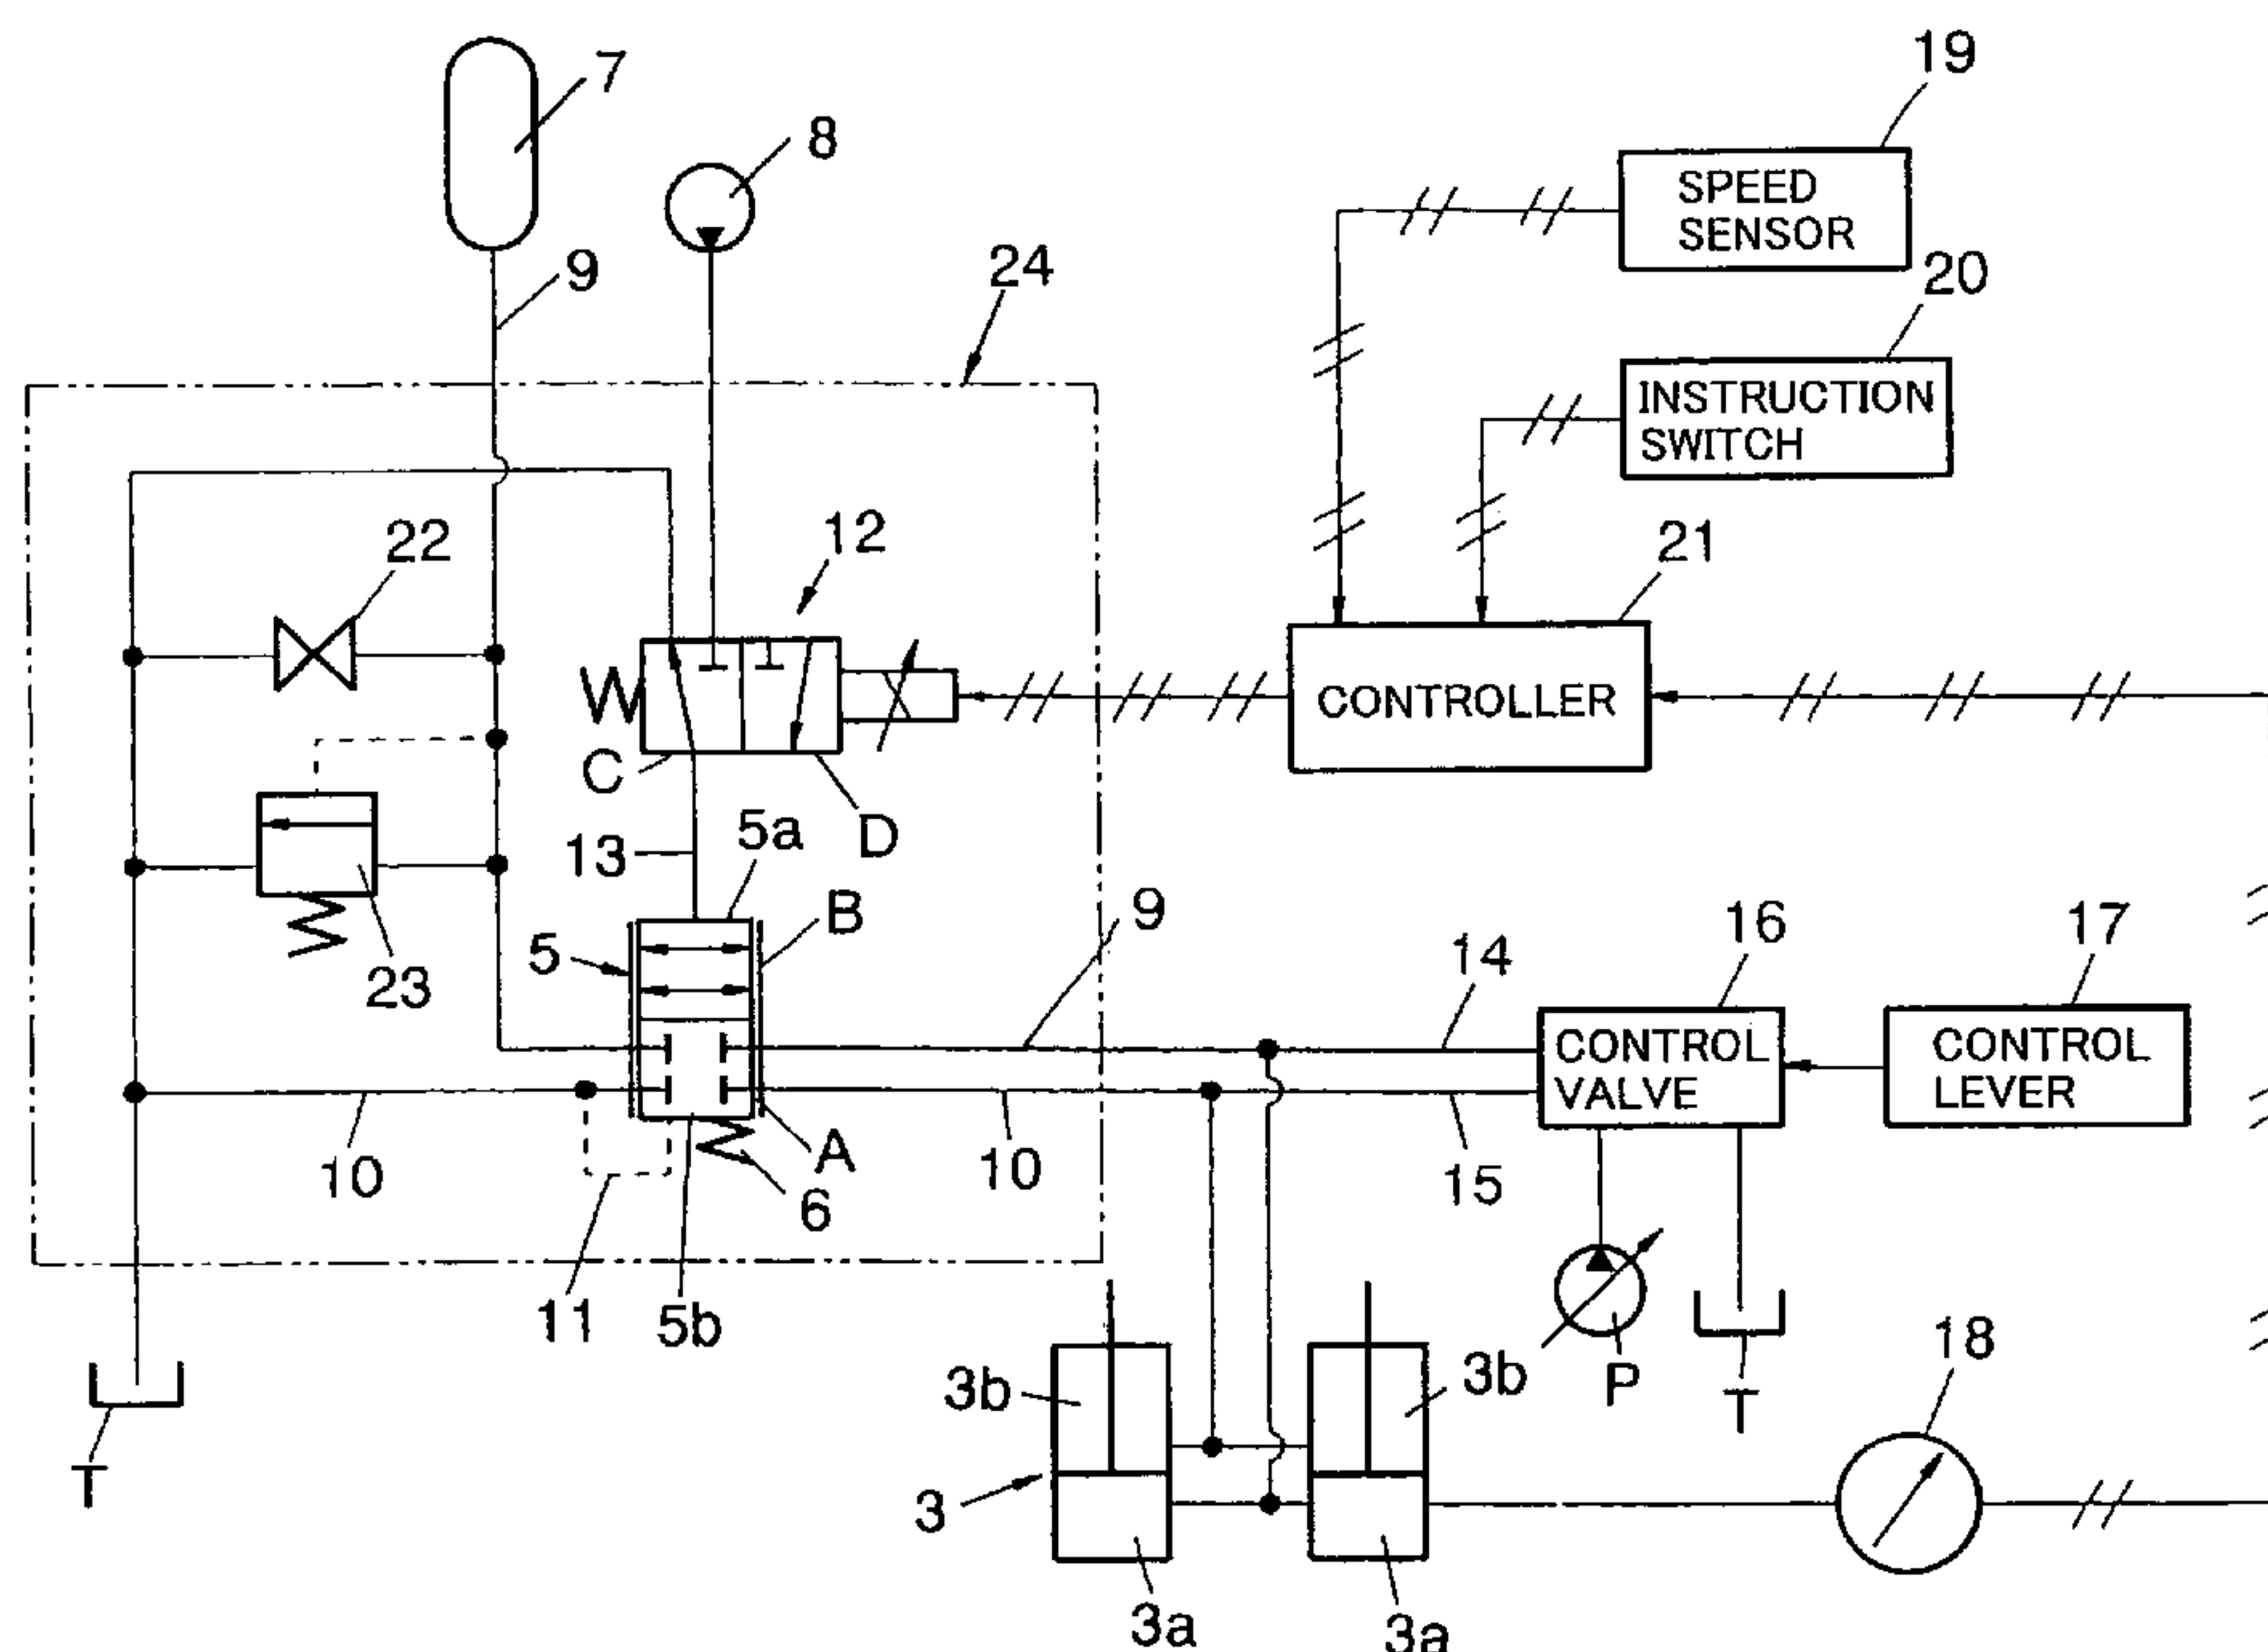 7
8
19
SPEED
SENSOR
9
24
20
INSTRUCTION
SWITCH
22
12
21
CONTROLLER
C
D
13
5a
B
9
5
23
14
16
17
CONTROL
VALVE
CONTROL
LEVER
10
A
10
15
6
11
5b
3b
3b
P
T
18
T
3
3a
3a